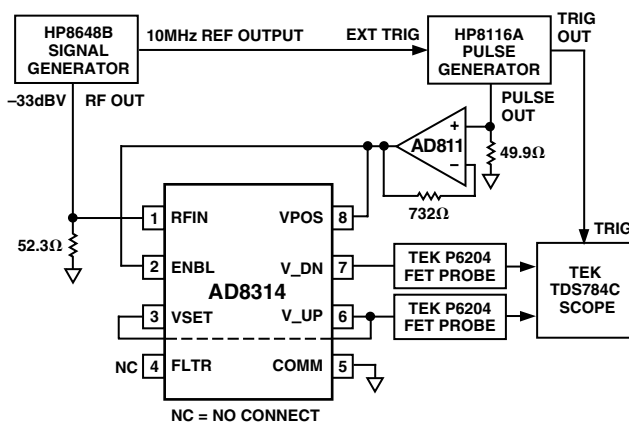 HP8648B
SIGNAL
GENERATOR
10MHz REF OUTPUT
EXT TRIG
HP8116A
PULSE
GENERATOR
TRIG
OUT
–33dBV
RF OUT
PULSE
OUT
+
AD811
–
49.9Ω
732Ω
52.3Ω
1 RFIN
VPOS 8
2 ENBL
V_DN 7
AD8314
3 VSET
V_UP 6
NC 4 FLTR
COMM 5
TEK P6204
FET PROBE
TEK P6204
FET PROBE
TRIG
TEK
TDS784C
SCOPE
NC = NO CONNECT